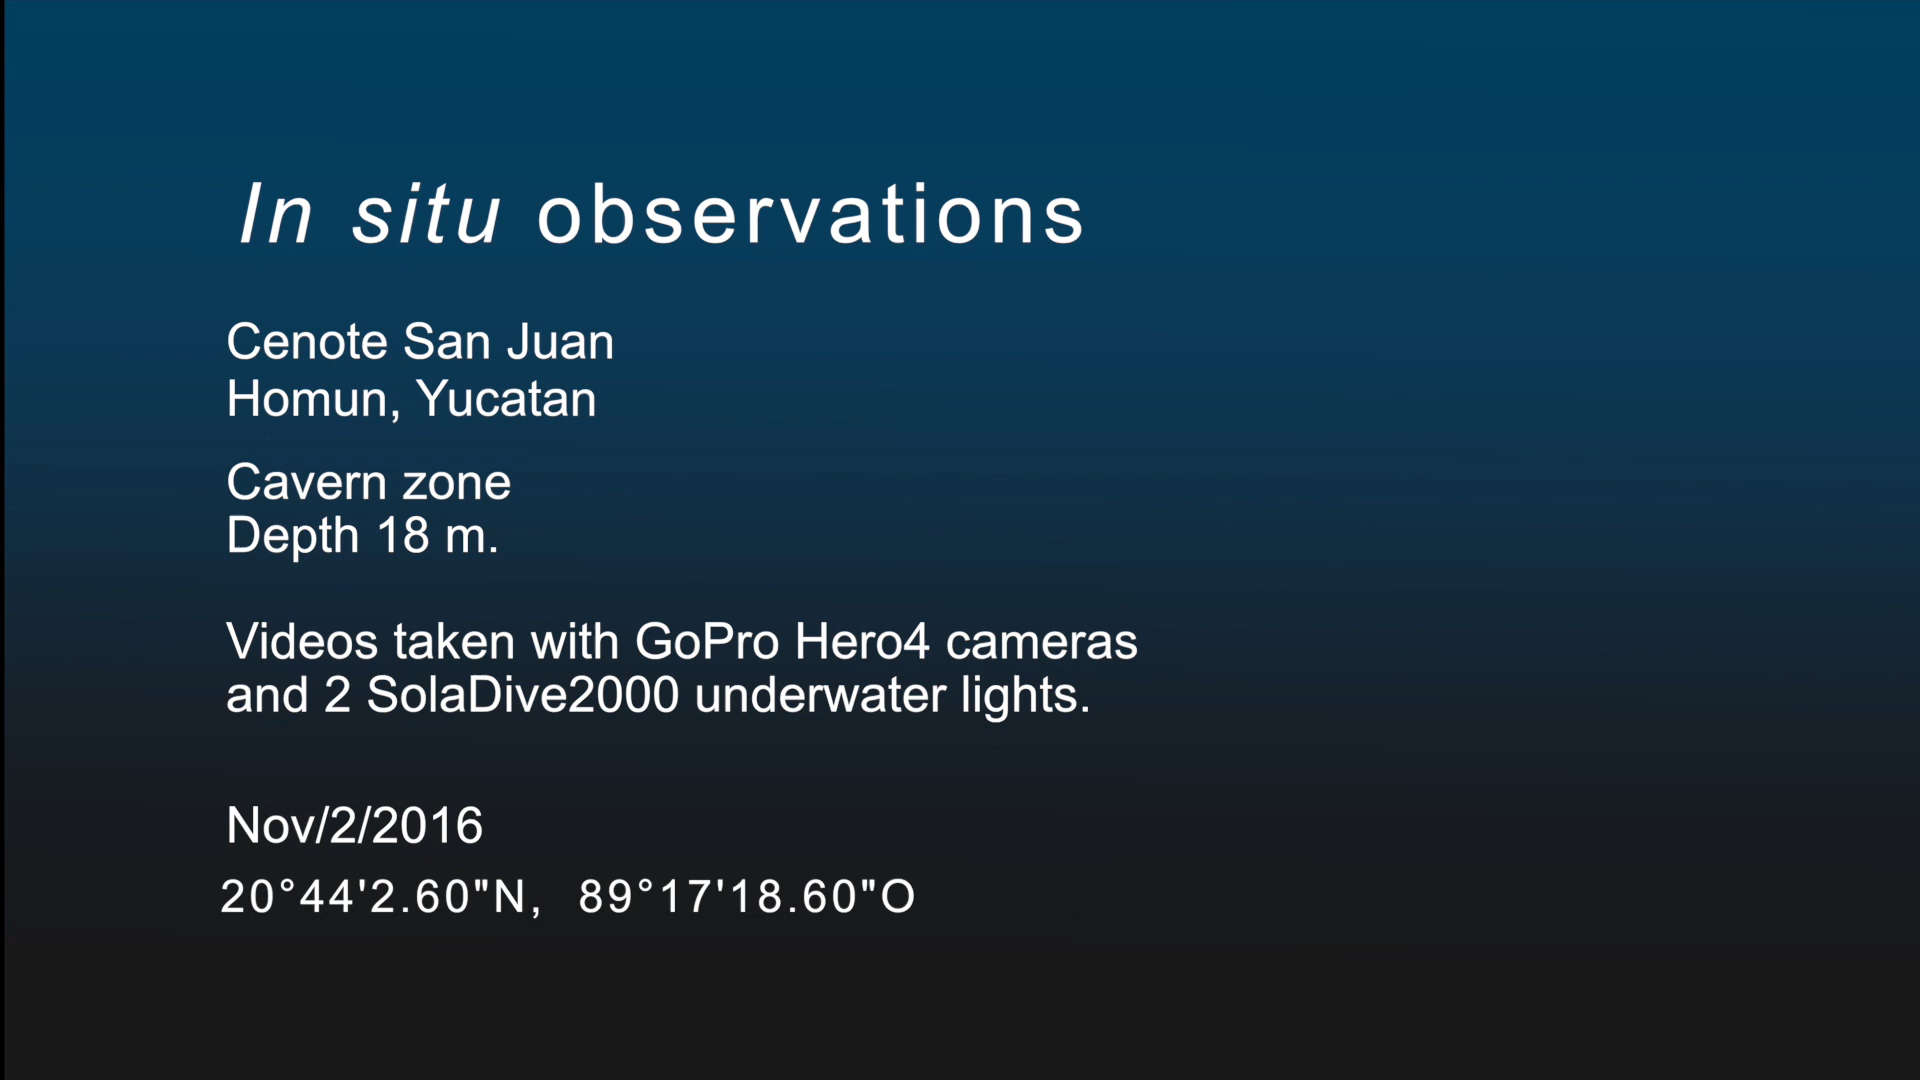 In situ observations
Cenote San Juan
Homun, Yucatan
Cavern zone
Depth 18 m.
Videos taken with GoPro Hero4 cameras
and 2 SolaDive2000 underwater lights.
Nov/2/2016
20°44'2.60"N, 89°17'18.60"O